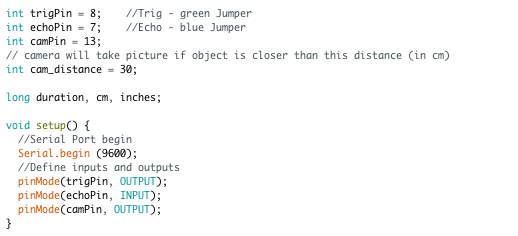 int trigPin = 8;    //Trig - green Jumper
int echoPin = 7;    //Echo - blue Jumper
int camPin = 13;
// camera will take picture if object is closer than this distance (in cm)
int cam_distance = 30;

long duration, cm, inches;

void setup() {
  //Serial Port begin
  Serial.begin (9600);
  //Define inputs and outputs
  pinMode(trigPin, OUTPUT);
  pinMode(echoPin, INPUT);
  pinMode(camPin, OUTPUT);
}